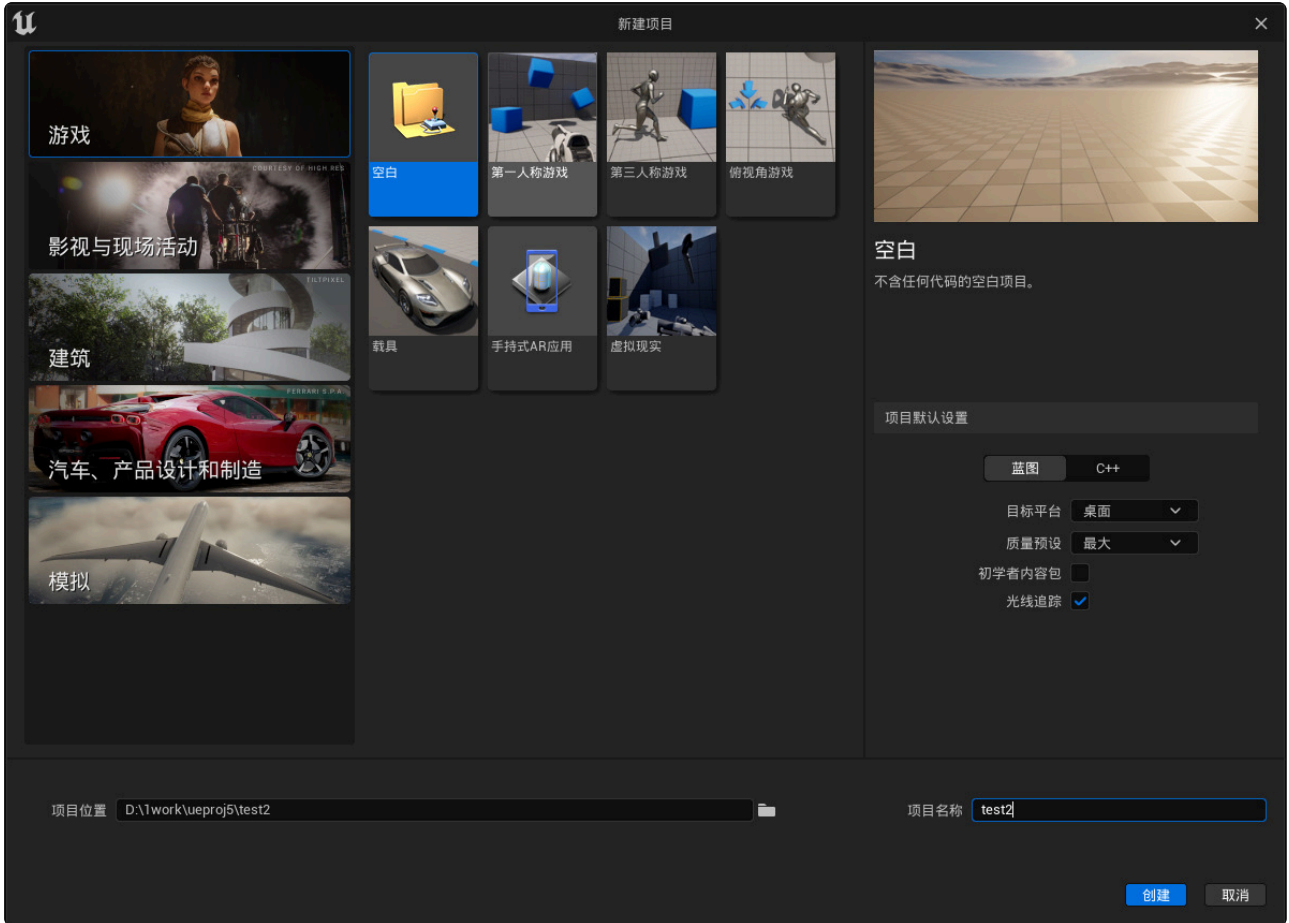 新建项目
游戏
COURTESY OF HIGH RES
影视与现场活动
TILTPIXEL
建筑
FERRARI S.P.A.
汽车、产品设计和制造
模拟
空白
第一人称游戏
第三人称游戏
俯视角游戏
载具
手持式AR应用
虚拟现实
空白
不含任何代码的空白项目。
项目默认设置
蓝图 C++
目标平台 桌面
质量预设 最大
初学者内容包
光线追踪
项目位置 D:\1work\ueproj5\test2
项目名称 test2
创建 取消